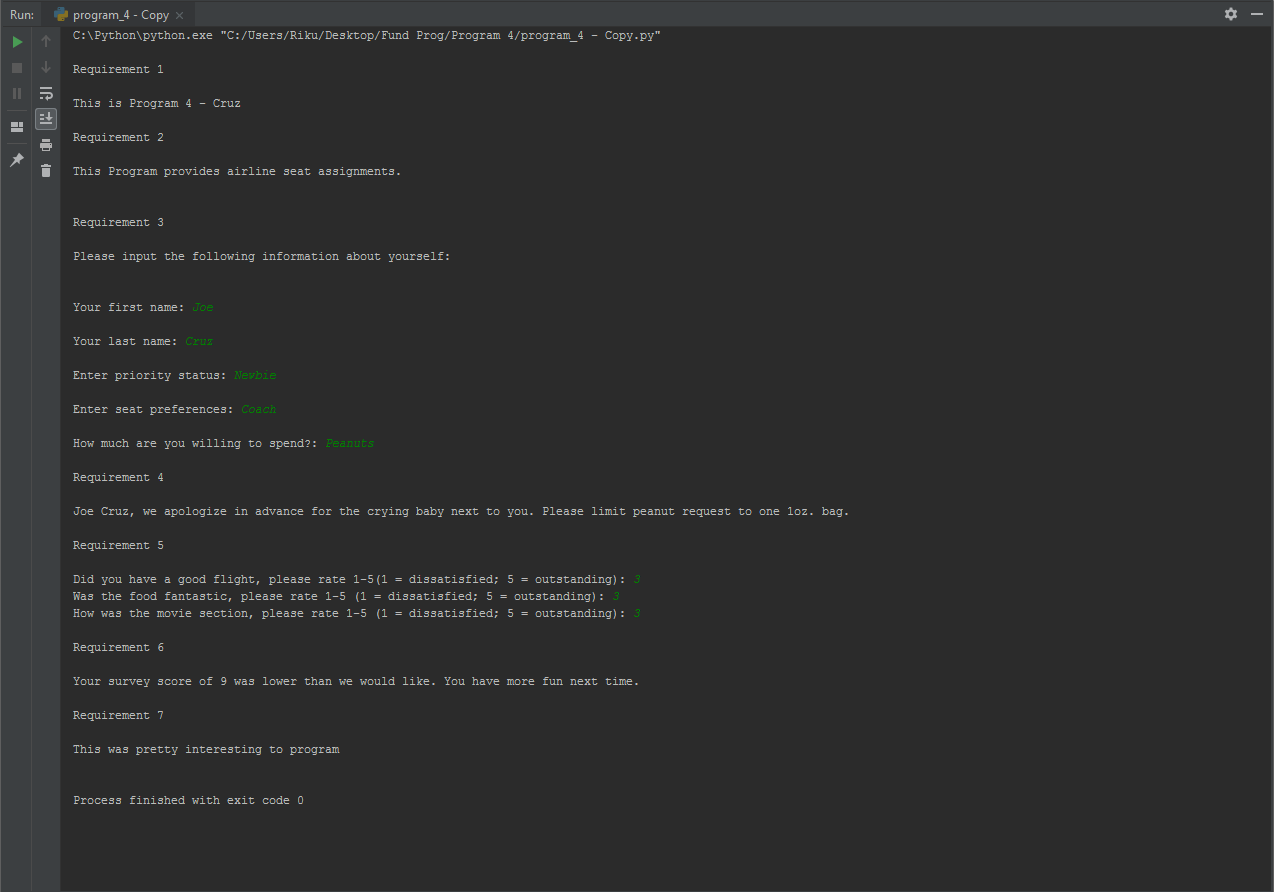 Run: program_4 - Copy
C:\Python\python.exe "C:/Users/Riku/Desktop/Fund Prog/Program 4/program_4 - Copy.py"
Requirement 1
This is Program 4 - Cruz
Requirement 2
This Program provides airline seat assignments.
Requirement 3
Please input the following information about yourself:
Your first name: Joe
Your last name: Cruz
Enter priority status: Newbie
Enter seat preferences: Coach
How much are you willing to spend?: Peanuts
Requirement 4
Joe Cruz, we apologize in advance for the crying baby next to you. Please limit peanut request to one 1oz. bag.
Requirement 5
Did you have a good flight, please rate 1-5(1 = dissatisfied; 5 = outstanding): 3
Was the food fantastic, please rate 1-5 (1 = dissatisfied; 5 = outstanding): 3
How was the movie section, please rate 1-5 (1 = dissatisfied; 5 = outstanding): 3
Requirement 6
Your survey score of 9 was lower than we would like. You have more fun next time.
Requirement 7
This was pretty interesting to program
Process finished with exit code 0